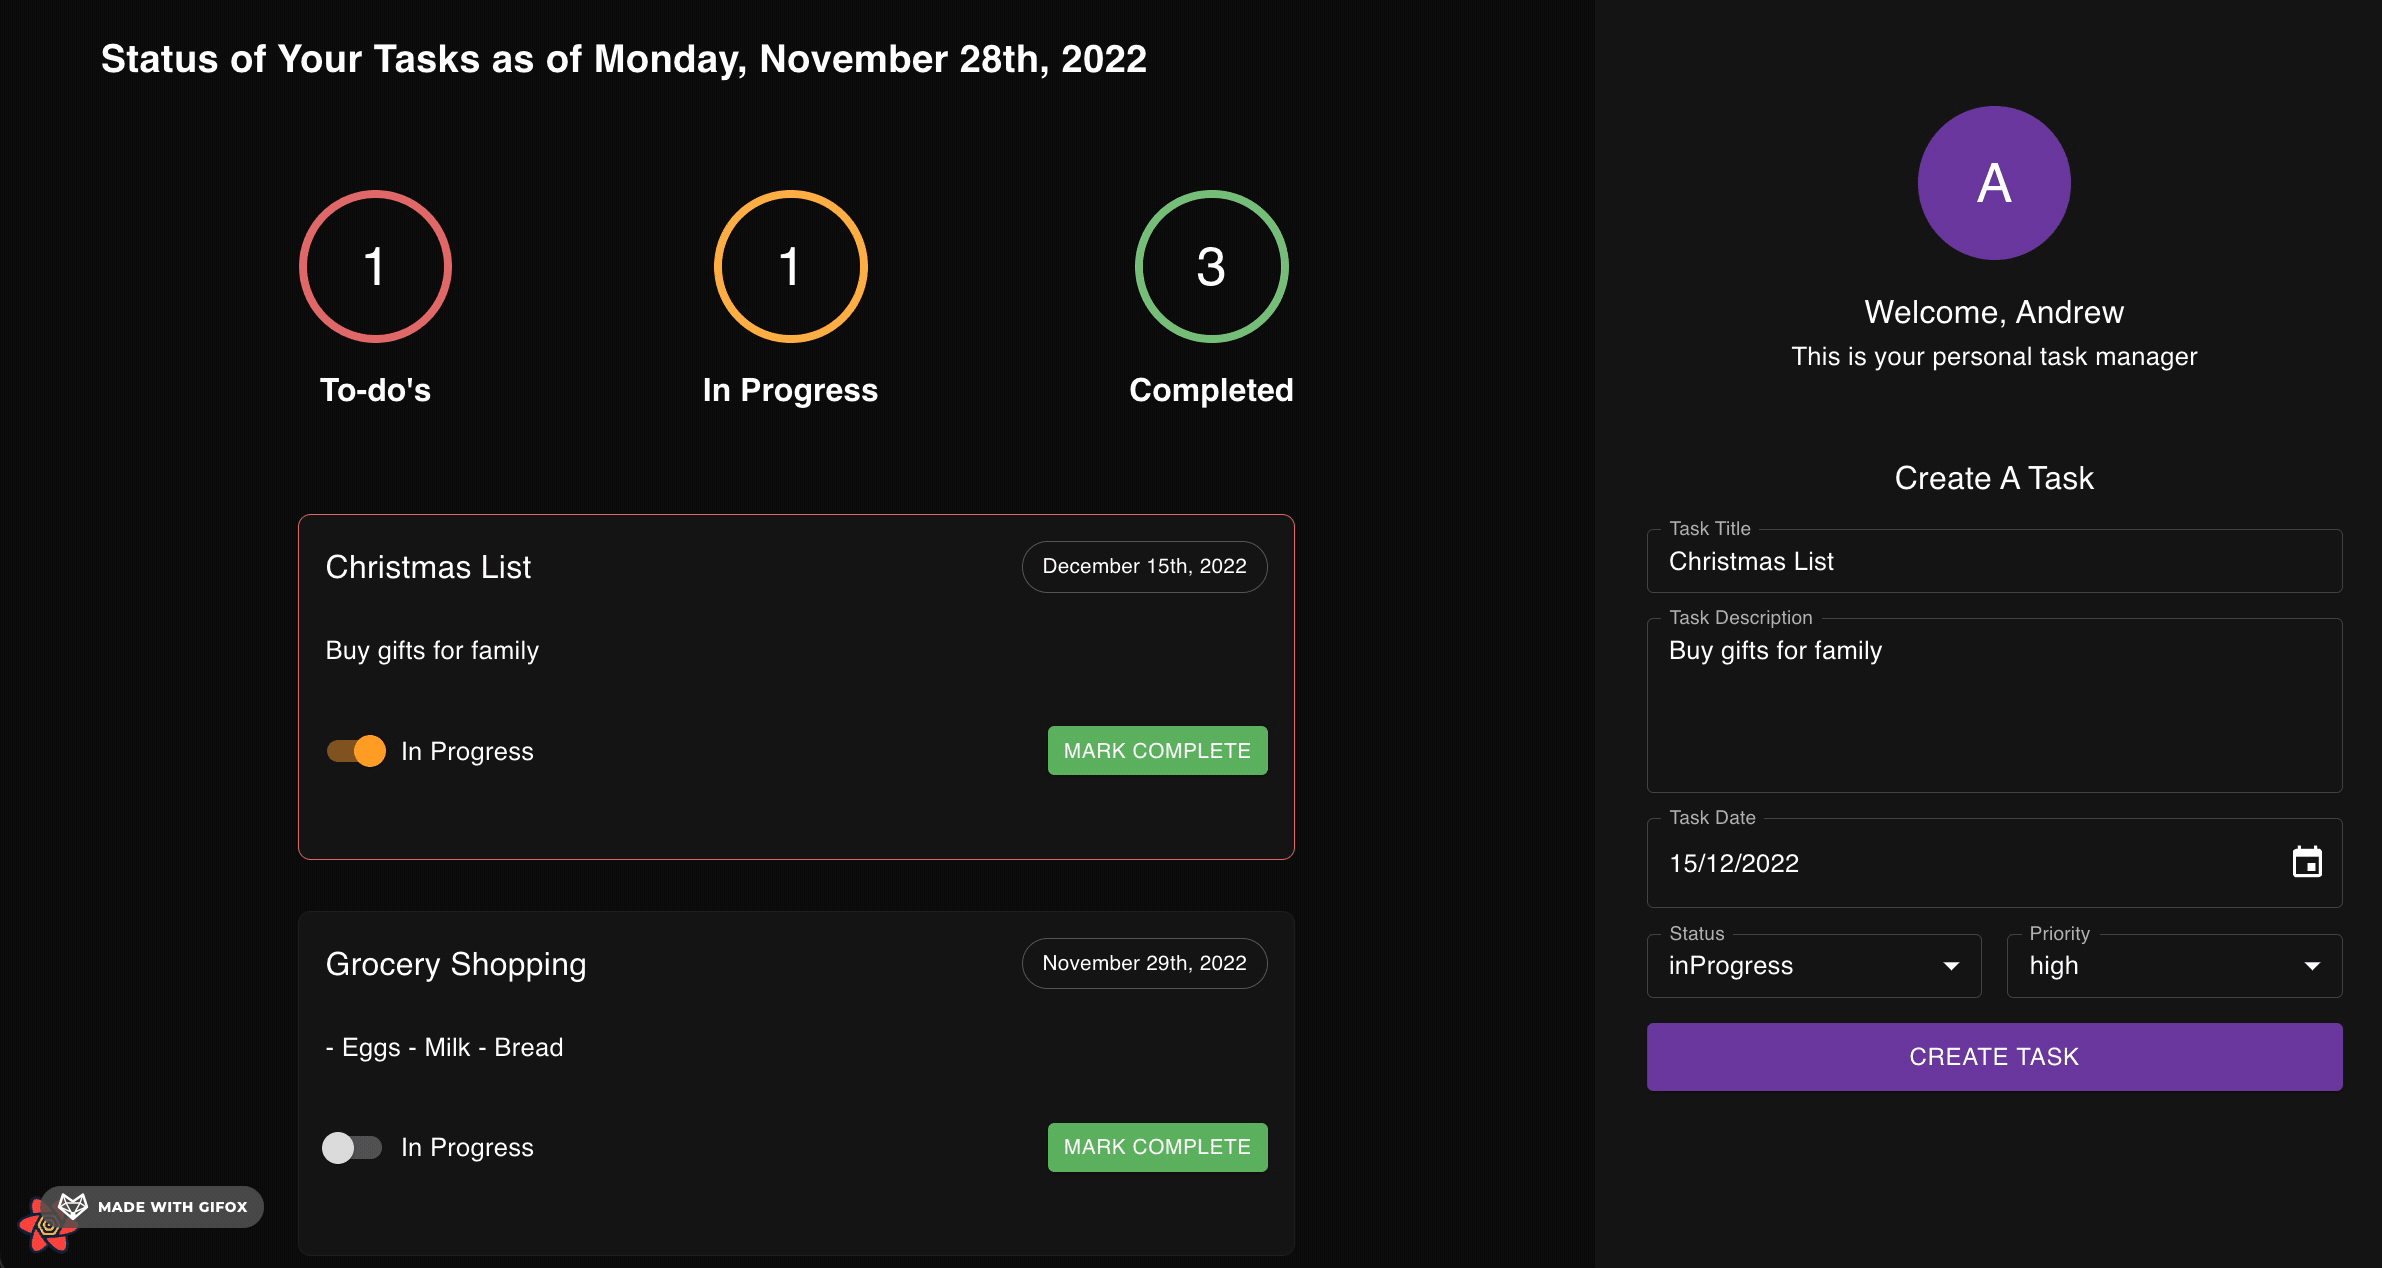 Status of Your Tasks as of Monday, November 28th, 2022
1
To-do's
1
In Progress
3
Completed
Christmas List
December 15th, 2022
Buy gifts for family
In Progress
MARK COMPLETE
Grocery Shopping
November 29th, 2022
- Eggs - Milk - Bread
In Progress
MARK COMPLETE
MADE WITH GIFOX
A
Welcome, Andrew
This is your personal task manager
Create A Task
Task Title
Christmas List
Task Description
Buy gifts for family
Task Date
15/12/2022
Status
inProgress
Priority
high
CREATE TASK